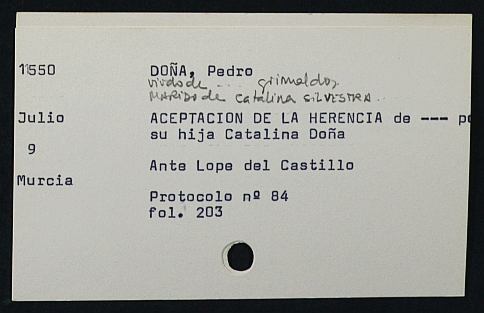 1550
DOÑA, Pedro
viudo de --- grimaldos
MARIDO de Catalina SILVESTRA
Julio
ACEPTACION DE LA HERENCIA de --- po
su hija Catalina Doña
9
Ante Lope del Castillo
Murcia
Protocolo nº 84
fol. 203